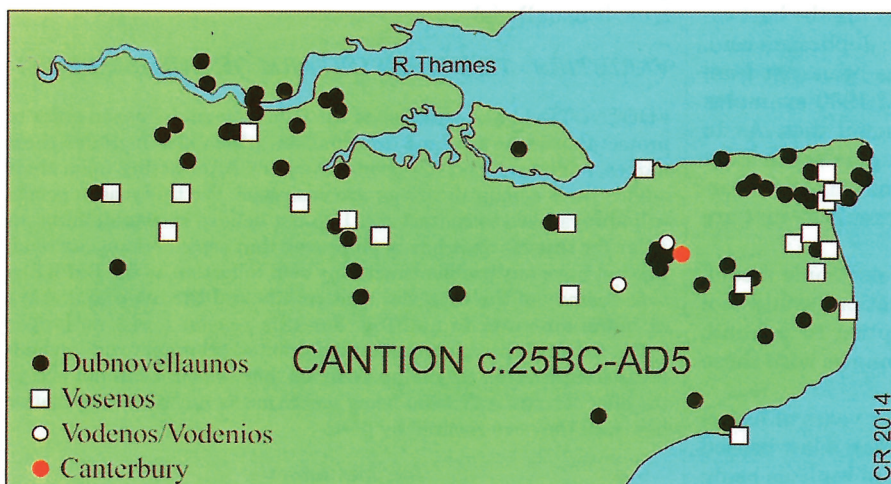 R.Thames
CANTION c.25BC-AD5
Dubnovellaunos
Vosenos
Vodenos/Vodenios
Canterbury
CR 2014